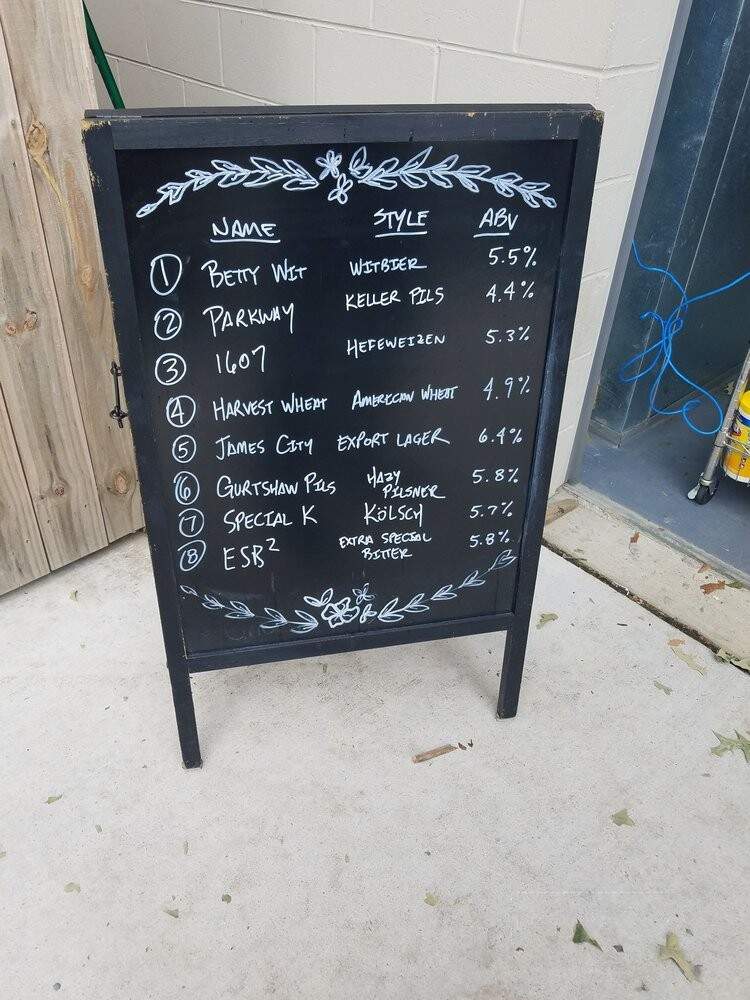 NAME STYLE ABV
1 BETTY WIT WITBIER 5.5%
2 PARKWAY KELLER PILS 4.4%
3 1607 HEFEWEIZEN 5.3%
4 HARVEST WHEAT AMERICAN WHEAT 4.9%
5 JAMES CITY EXPORT LAGER 6.4%
6 GURTSHAW PILS HAZY PILSNER 5.8%
7 SPECIAL K KÖLSCH 5.7%
8 ESB² EXTRA SPECIAL BITTER 5.8%